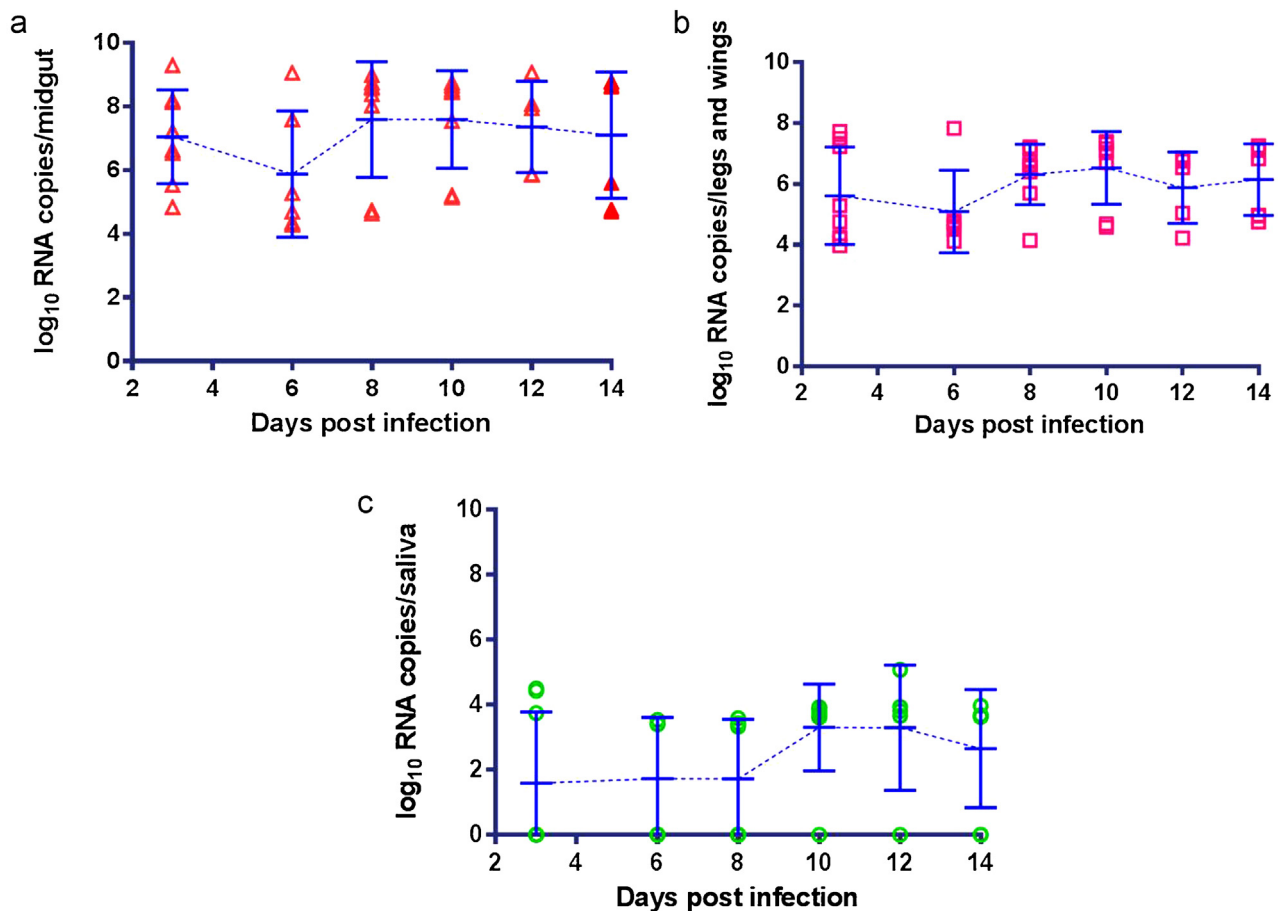 a
log10 RNA copies/midgut
10
8
6
4
2
0
2 4 6 8 10 12 14
Days post infection
b
log10 RNA copies/legs and wings
10
8
6
4
2
0
2 4 6 8 10 12 14
Days post infection
c
log10 RNA copies/saliva
10
8
6
4
2
0
2 4 6 8 10 12 14
Days post infection